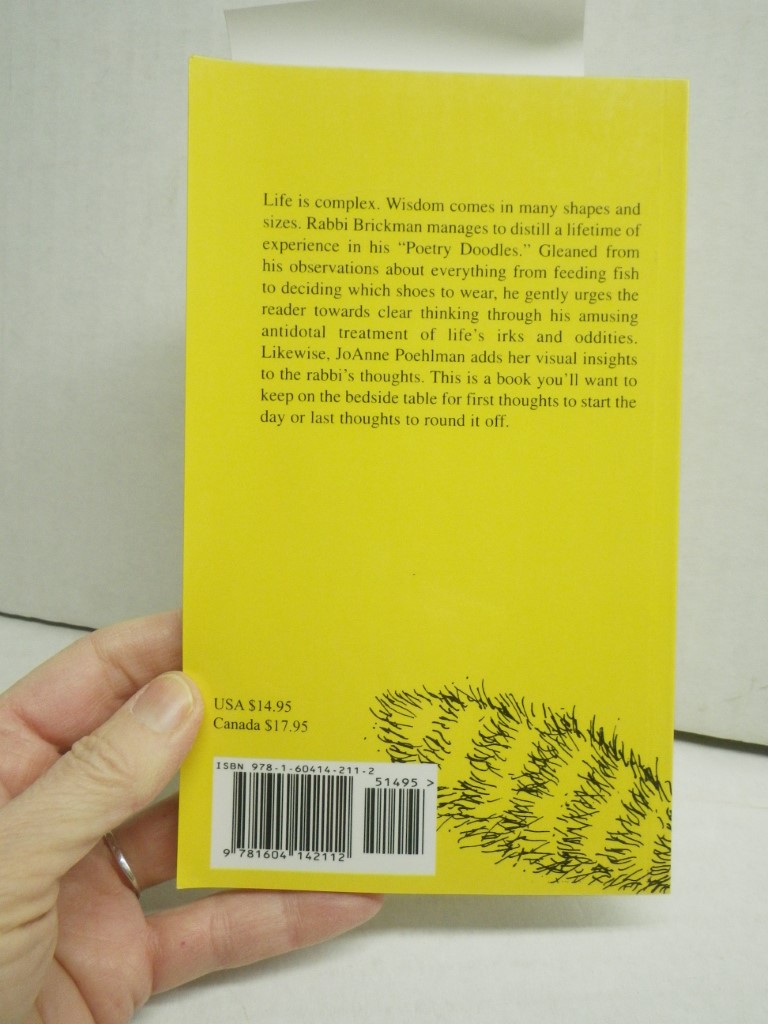 Life is complex. Wisdom comes in many shapes and
sizes. Rabbi Brickman manages to distill a lifetime of
experience in his “Poetry Doodles.” Gleaned from
his observations about everything from feeding fish
to deciding which shoes to wear, he gently urges the
reader towards clear thinking through his amusing
antidotal treatment of life’s irks and oddities.
Likewise, JoAnne Poehlman adds her visual insights
to the rabbi’s thoughts. This is a book you’ll want to
keep on the bedside table for first thoughts to start the
day or last thoughts to round it off.
USA $14.95
Canada $17.95
ISBN 978-1-60414-211-2
51495 >
9 781604 142112